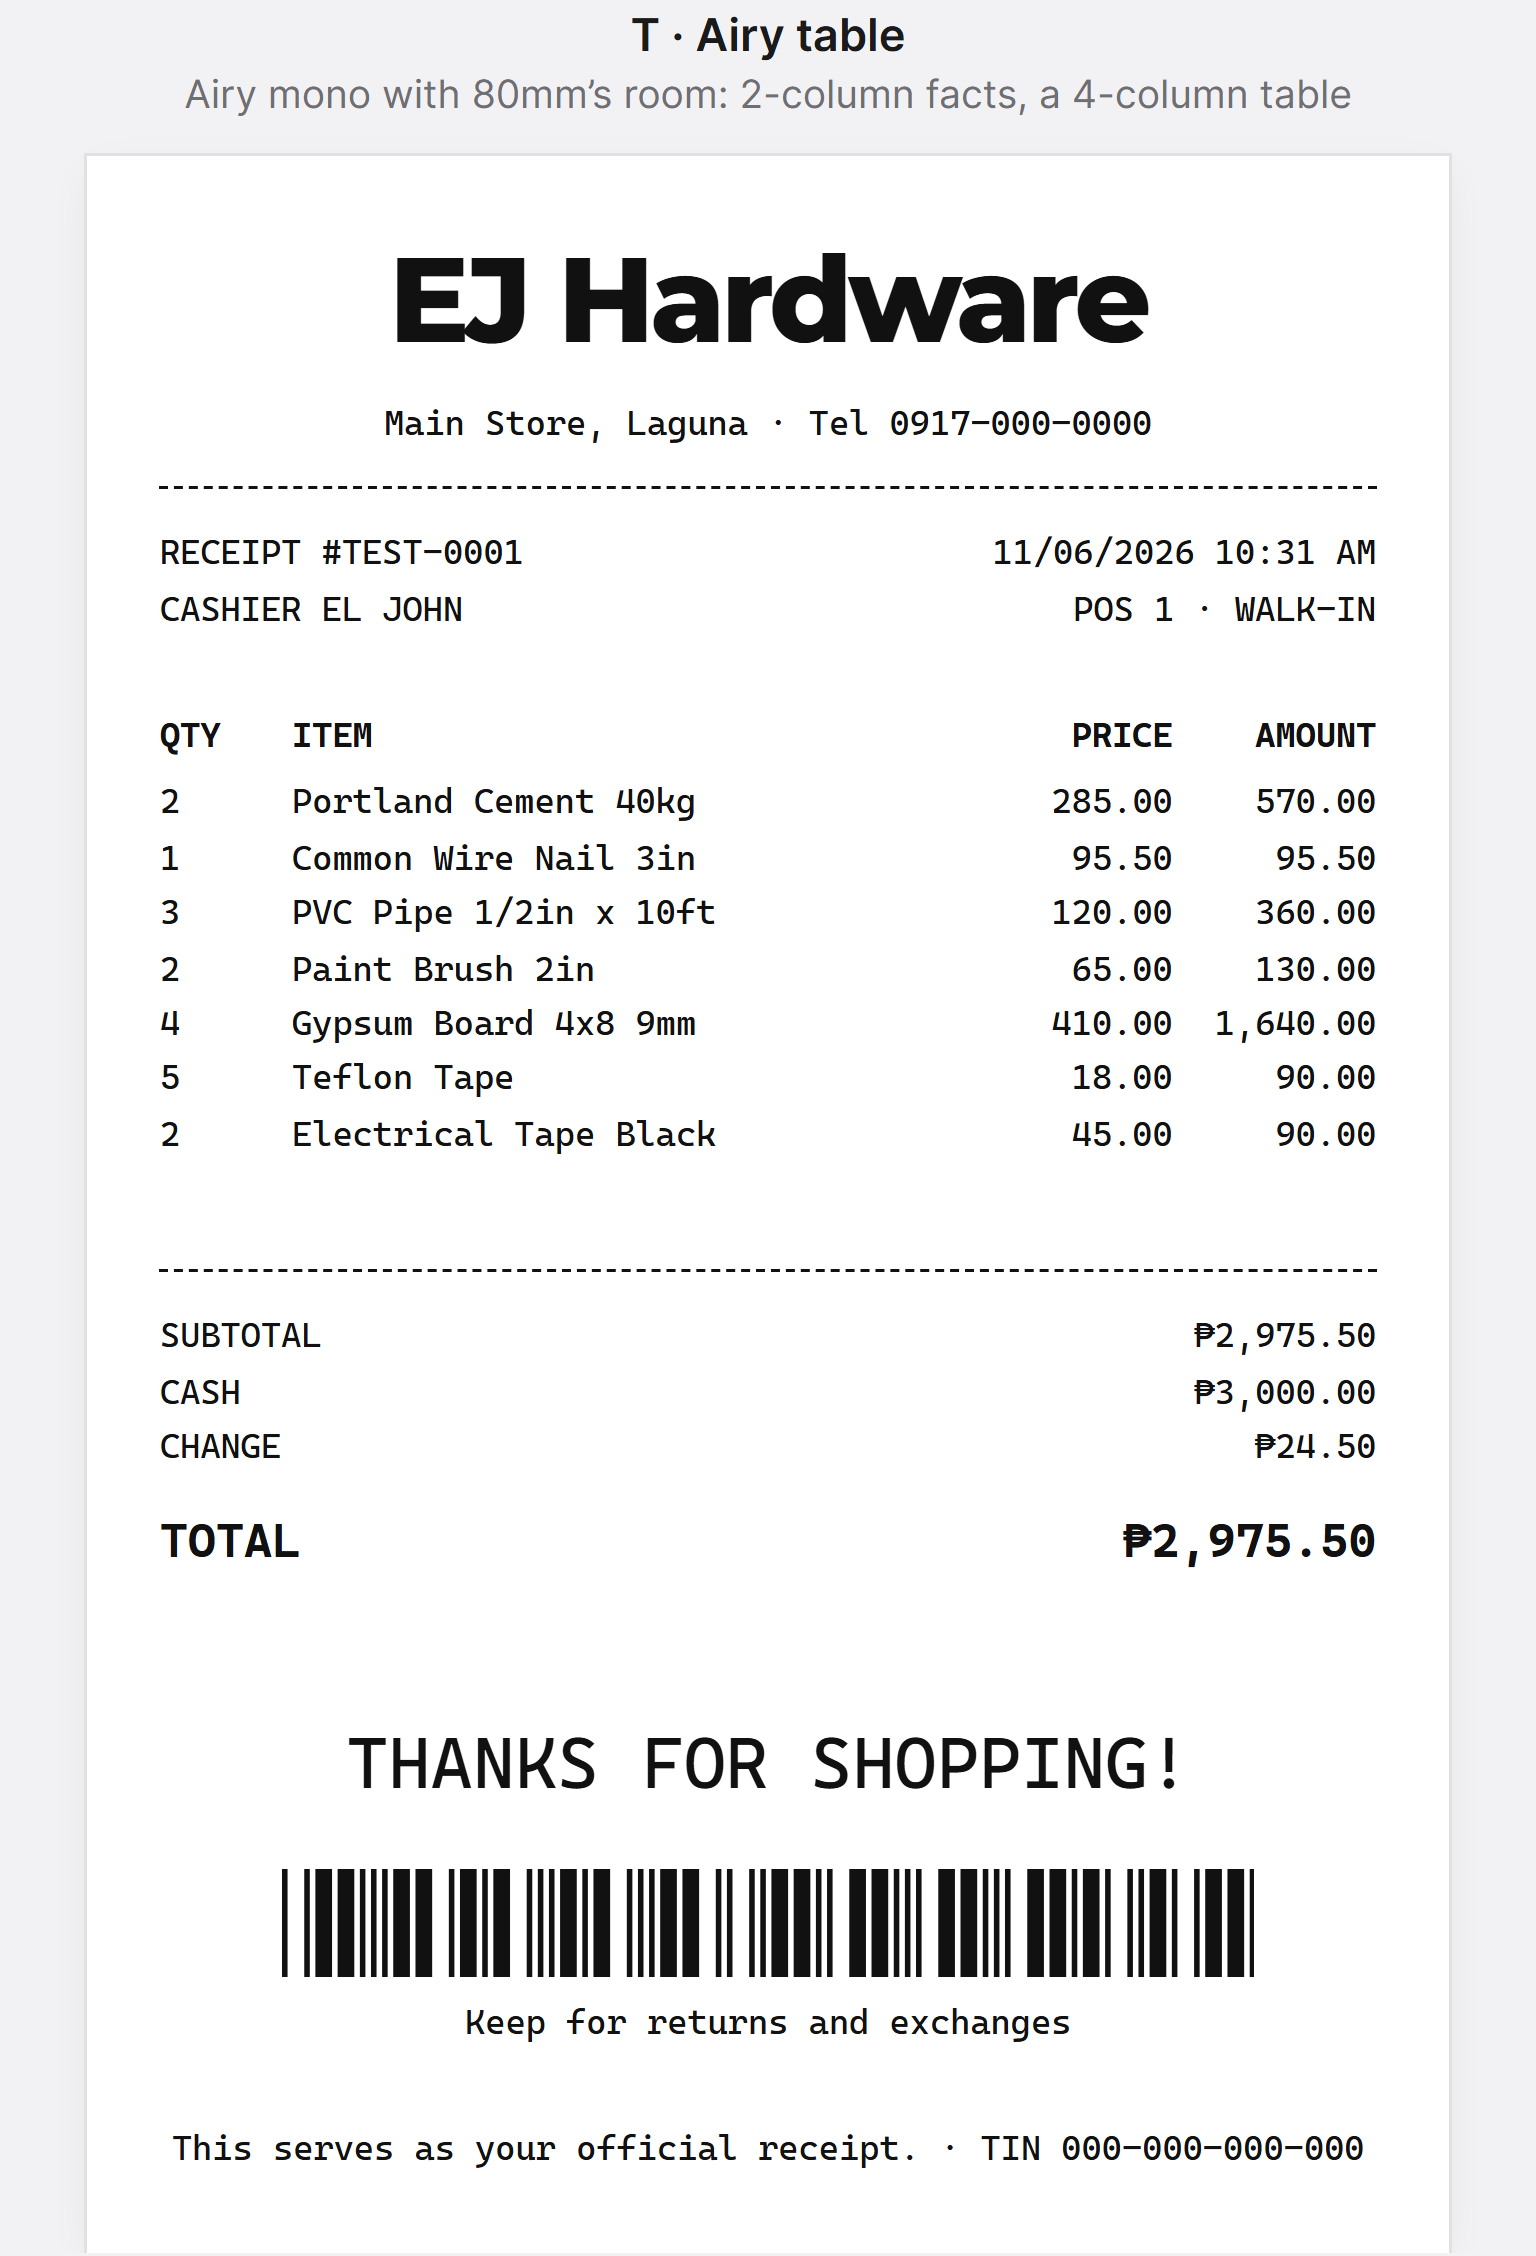 T · Airy table
Airy mono with 80mm’s room: 2-column facts, a 4-column table
EJ Hardware
Main Store, Laguna · Tel 0917-000-0000
RECEIPT #TEST-0001 11/06/2026 10:31 AM
CASHIER EL JOHN POS 1 · WALK-IN
QTY ITEM PRICE AMOUNT
2 Portland Cement 40kg 285.00 570.00
1 Common Wire Nail 3in 95.50 95.50
3 PVC Pipe 1/2in x 10ft 120.00 360.00
2 Paint Brush 2in 65.00 130.00
4 Gypsum Board 4x8 9mm 410.00 1,640.00
5 Teflon Tape 18.00 90.00
2 Electrical Tape Black 45.00 90.00
SUBTOTAL ₱2,975.50
CASH ₱3,000.00
CHANGE ₱24.50
TOTAL ₱2,975.50
THANKS FOR SHOPPING!
Keep for returns and exchanges
This serves as your official receipt. · TIN 000-000-000-000